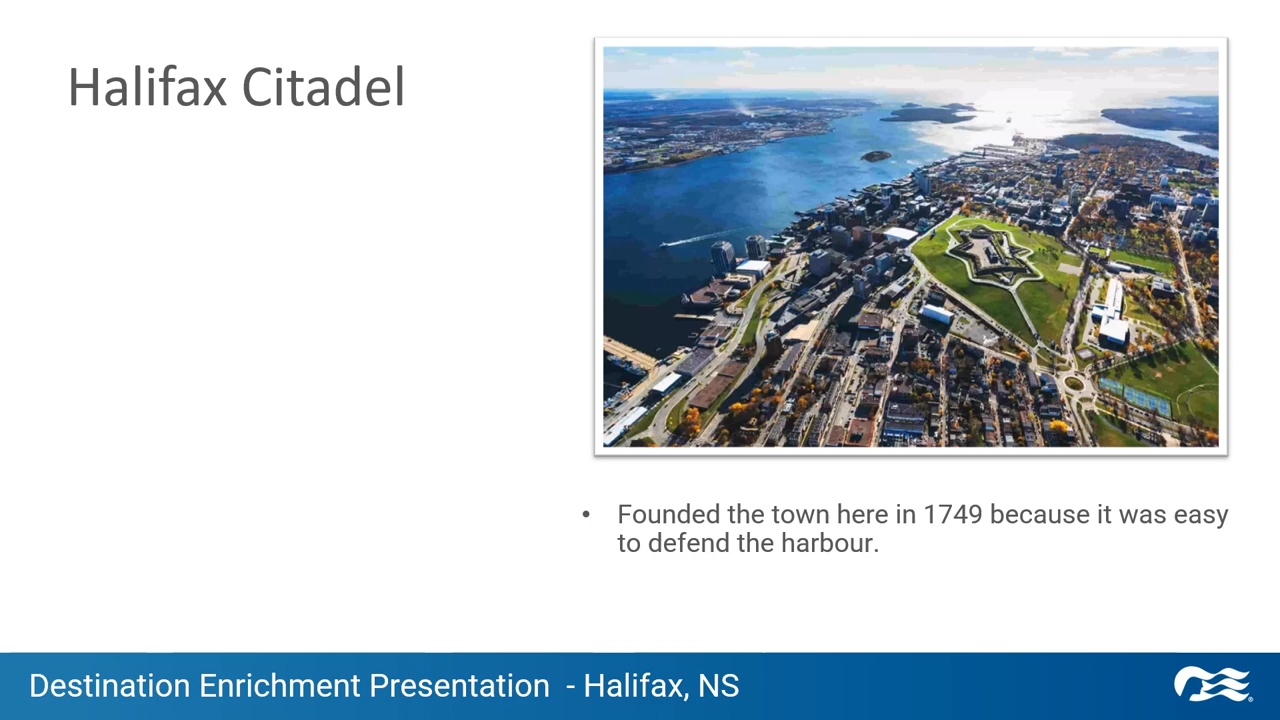 Halifax Citadel
• Founded the town here in 1749 because it was easy
to defend the harbour.
Destination Enrichment Presentation - Halifax, NS
®